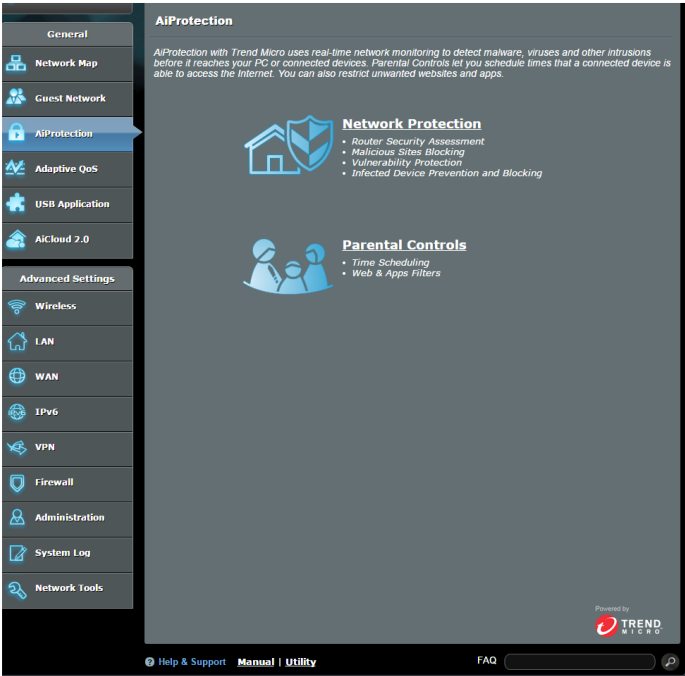 General
Network Map
Guest Network
AiProtection
Adaptive QoS
USB Application
AiCloud 2.0
Advanced Settings
Wireless
LAN
WAN
IPv6
IPv6
VPN
Firewall
Administration
System Log
Network Tools
AiProtection
AiProtection with Trend Micro uses real-time network monitoring to detect malware, viruses and other intrusions
before it reaches your PC or connected devices. Parental Controls let you schedule times that a connected device is
able to access the Internet. You can also restrict unwanted websites and apps.
Network Protection
• Router Security Assessment
• Malicious Sites Blocking
• Vulnerability Protection
• Infected Device Prevention and Blocking
Parental Controls
• Time Scheduling
• Web & Apps Filters
Powered by
TREND
MICRO
? Help & Support Manual | Utility FAQ